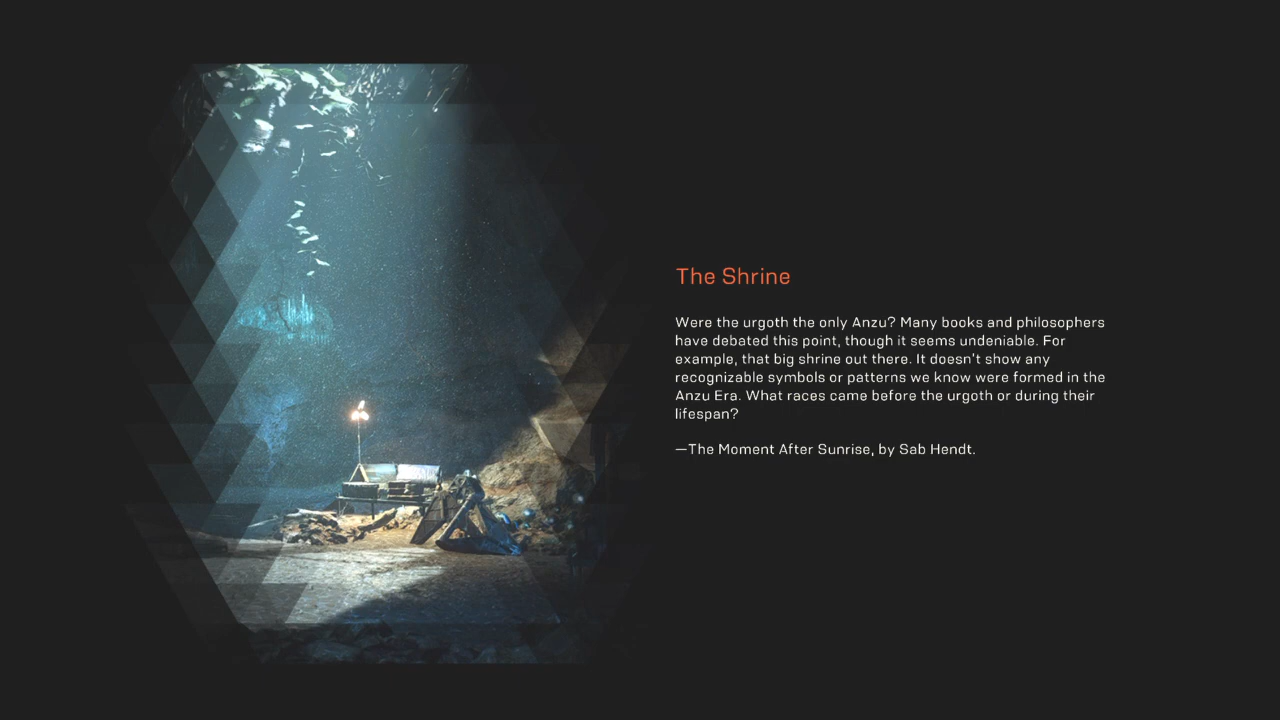 The Shrine
Were the urgoth the only Anzu? Many books and philosophers
have debated this point, though it seems undeniable. For
example, that big shrine out there. It doesn't show any
recognizable symbols or patterns we know were formed in the
Anzu Era. What races came before the urgoth or during their
lifespan?
—The Moment After Sunrise, by Sab Hendt.